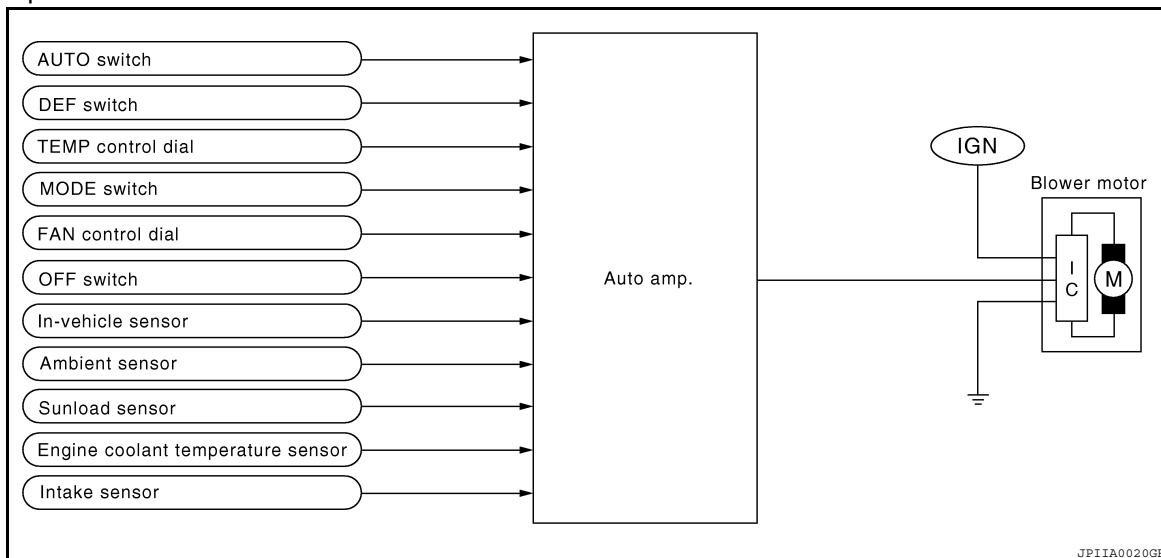 AUTO switch
DEF switch
TEMP control dial
MODE switch
FAN control dial
OFF switch
In-vehicle sensor
Ambient sensor
Sunload sensor
Engine coolant temperature sensor
Intake sensor
Auto amp.
IGN
Blower motor
I
C
M